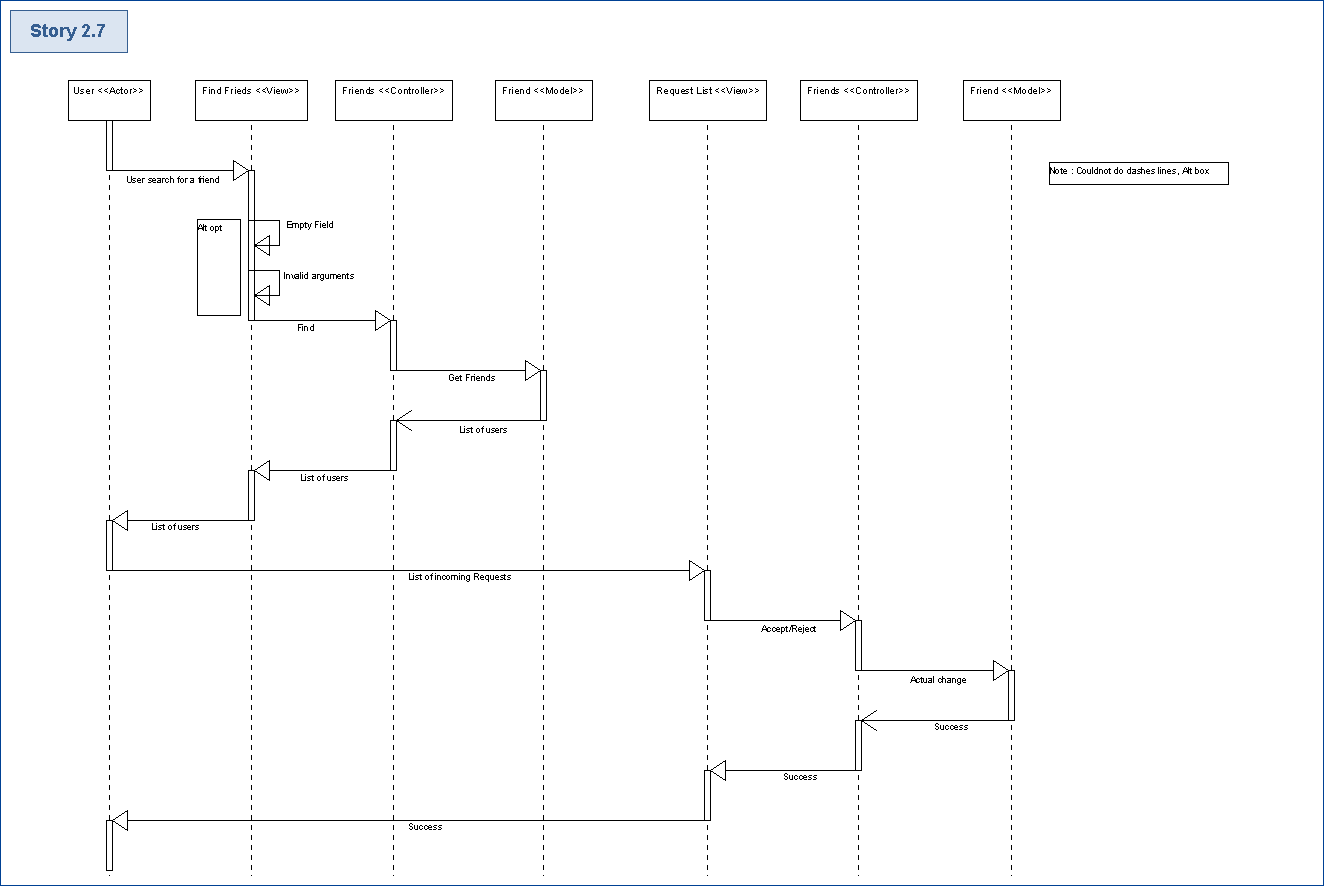 Story 2.7
User <<Actor>>
Find Frieds <<View>>
Friends <<Controller>>
Friend <<Model>>
Request List <<View>>
Friends <<Controller>>
Friend <<Model>>
Note : Couldnot do dashes lines, Alt box
User search for a friend
Alt opt
Empty Field
Invalid arguments
Find
Get Friends
List of users
List of users
List of users
List of incoming Requests
Accept/Reject
Actual change
Success
Success
Success